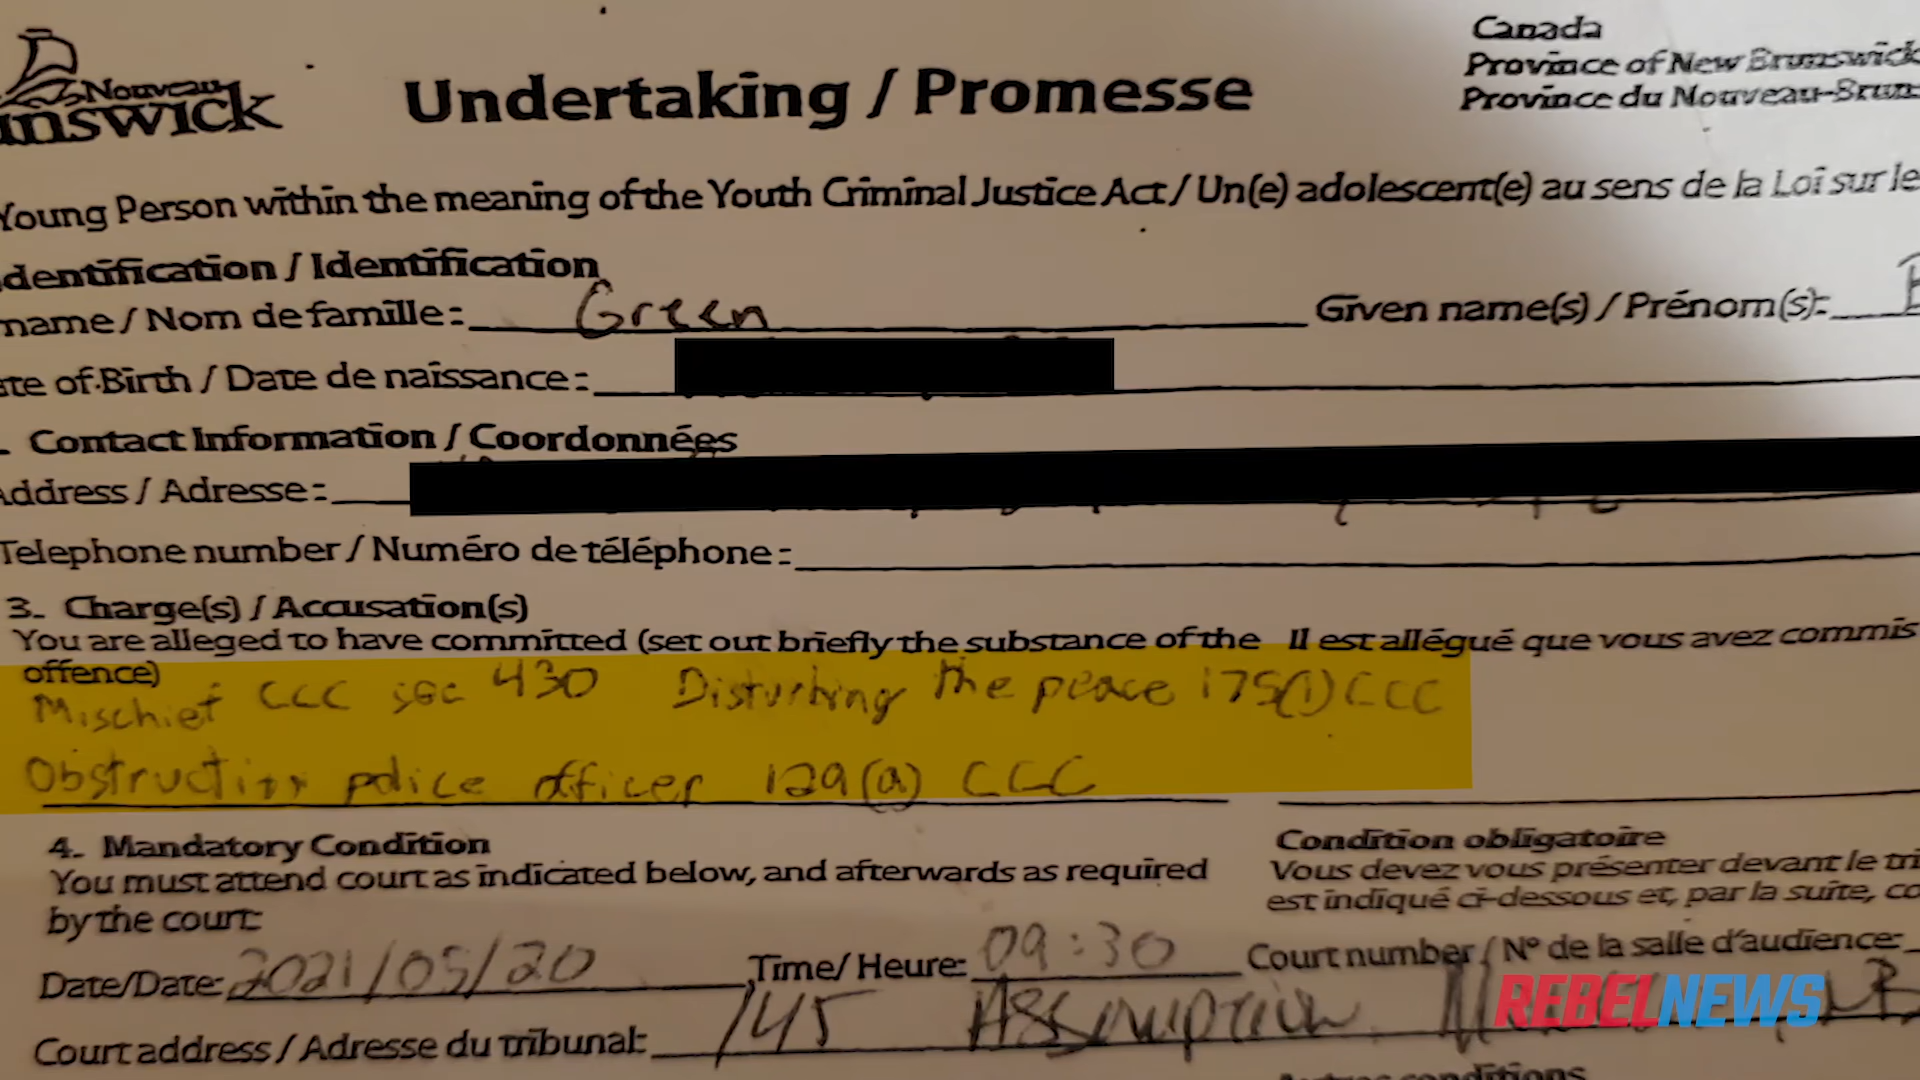 Canada
Nouveau
nswick
Undertaking / Promesse
Province of New Brunswick
Province du Nouveau-Brun
Young Person within the meaning of the Youth Criminal Justice Act / Un(e) adolescent(e) au sens de la Loi sur le
dentification / Identification
name / Nom de famille: Green Given name(s) / Prénom(s):
te of Birth / Date de naissance:
Contact Information / Coordonnées
Address / Adresse:
Telephone number / Numéro de téléphone:
3. Charge(s) / Accusation(s)
You are alleged to have committed (set out briefly the substance of the Il est allégué que vous avez commis
offence)
Mischief CCC sec 430 Disturbing the peace 175(1) CCC
Obstruction police officer 129(a) CCC
4. Mandatory Condition Condition obligatoire
You must attend court as indicated below, and afterwards as required Vous devez vous présenter devant le tri
by the court: est indiqué ci-dessous et, par la suite, co
Date/Date: 2021/05/20 Time/Heure: 09:30 Court number / N° de la salle d'audience:
Court address / Adresse du tribunal: 145 Assumption NB
REBELNEWS
Autres conditions